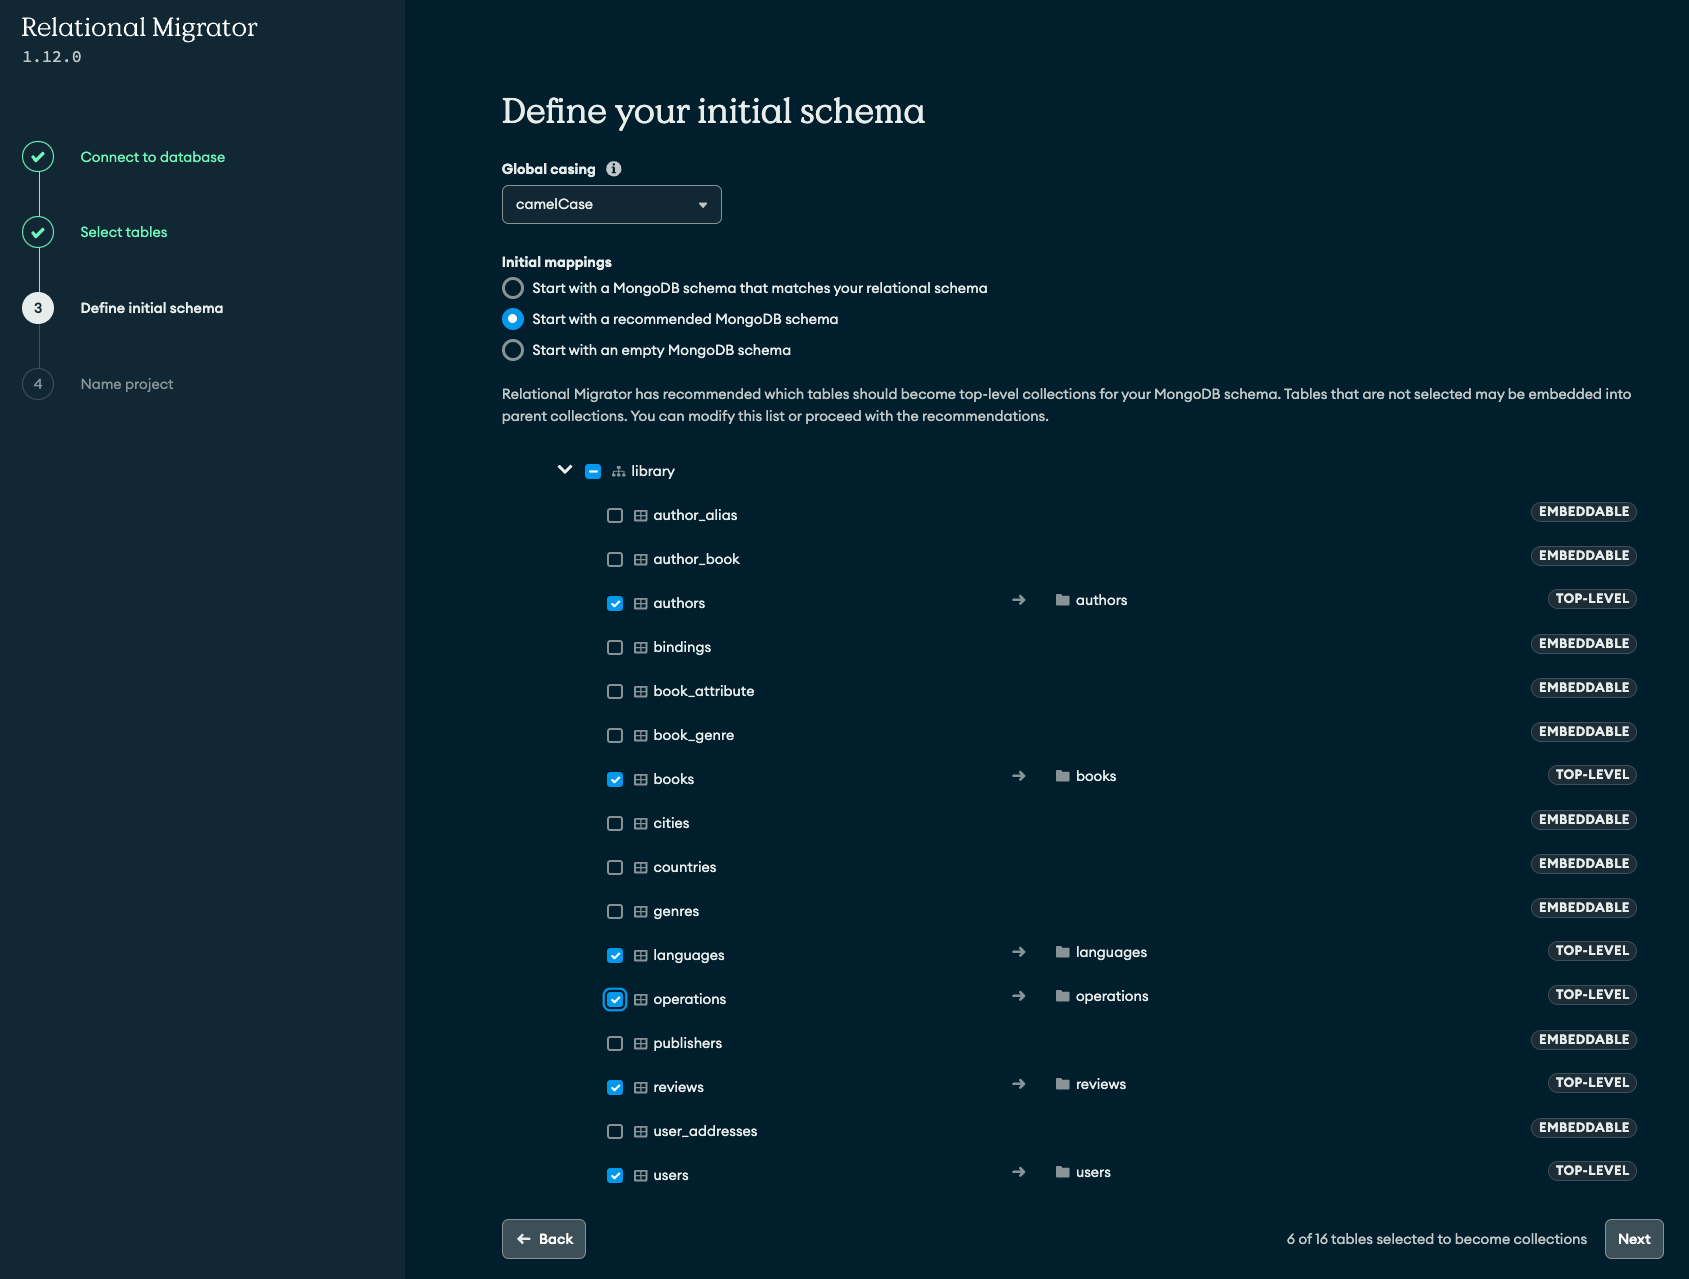 Relational Migrator
1.12.0
Connect to database
Select tables
3 Define initial schema
4 Name project
Define your initial schema
Global casing
camelCase
Initial mappings
Start with a MongoDB schema that matches your relational schema
Start with a recommended MongoDB schema
Start with an empty MongoDB schema
Relational Migrator has recommended which tables should become top-level collections for your MongoDB schema. Tables that are not selected may be embedded into
parent collections. You can modify this list or proceed with the recommendations.
library
author_alias EMBEDDABLE
author_book EMBEDDABLE
authors → authors TOP-LEVEL
bindings EMBEDDABLE
book_attribute EMBEDDABLE
book_genre EMBEDDABLE
books → books TOP-LEVEL
cities EMBEDDABLE
countries EMBEDDABLE
genres EMBEDDABLE
languages → languages TOP-LEVEL
operations → operations TOP-LEVEL
publishers EMBEDDABLE
reviews → reviews TOP-LEVEL
user_addresses EMBEDDABLE
users → users TOP-LEVEL
← Back 6 of 16 tables selected to become collections Next